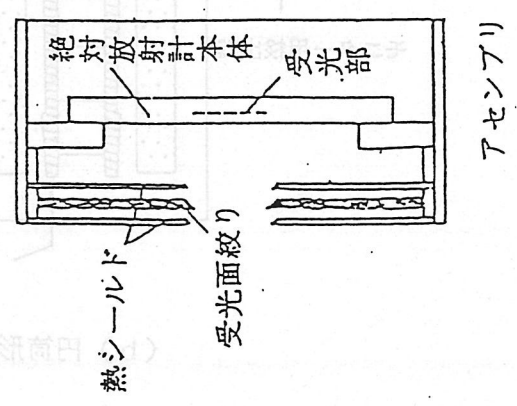 絶対放射計本体
受光部
熱シールド
受光面絞り
アセンブリ